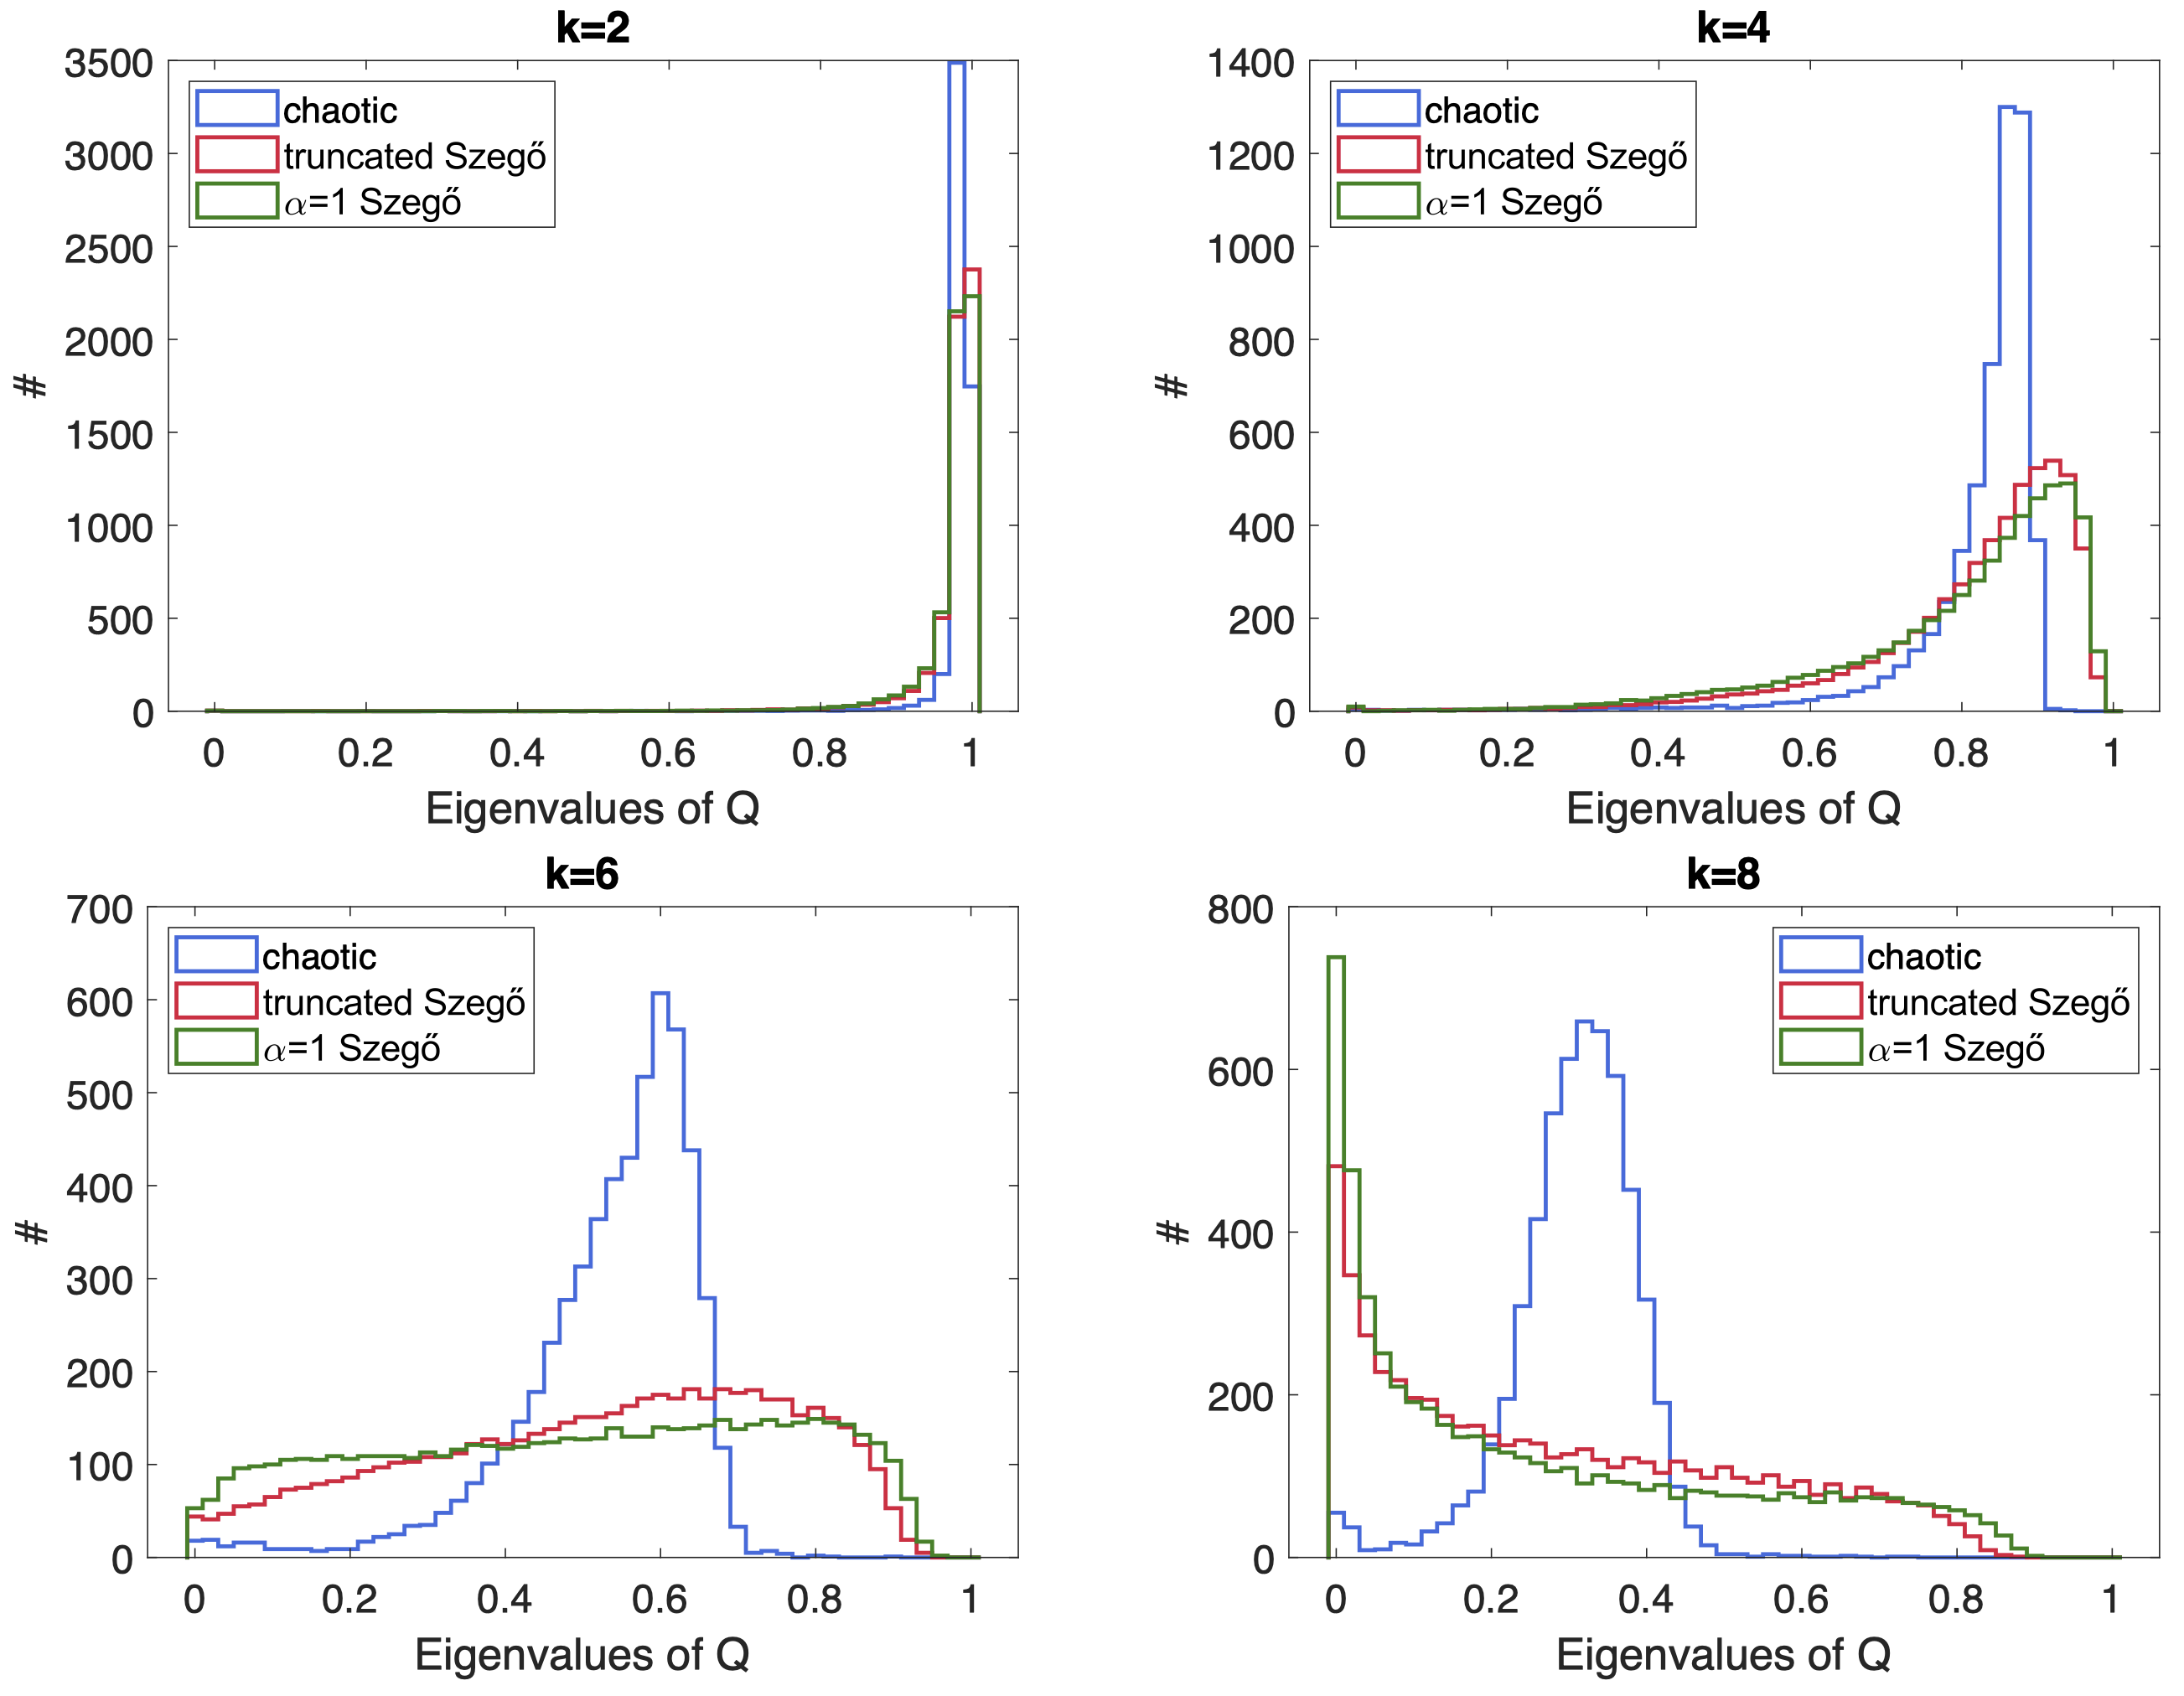 k=2
3500
3000
2500
2000
1500
1000
500
0
#
chaotic
truncated Szegő
α=1 Szegő
0 0.2 0.4 0.6 0.8 1
Eigenvalues of Q
k=4
1400
1200
1000
800
600
400
200
0
#
chaotic
truncated Szegő
α=1 Szegő
0 0.2 0.4 0.6 0.8 1
Eigenvalues of Q
k=6
700
600
500
400
300
200
100
0
#
chaotic
truncated Szegő
α=1 Szegő
0 0.2 0.4 0.6 0.8 1
Eigenvalues of Q
k=8
800
600
400
200
0
#
chaotic
truncated Szegő
α=1 Szegő
0 0.2 0.4 0.6 0.8 1
Eigenvalues of Q